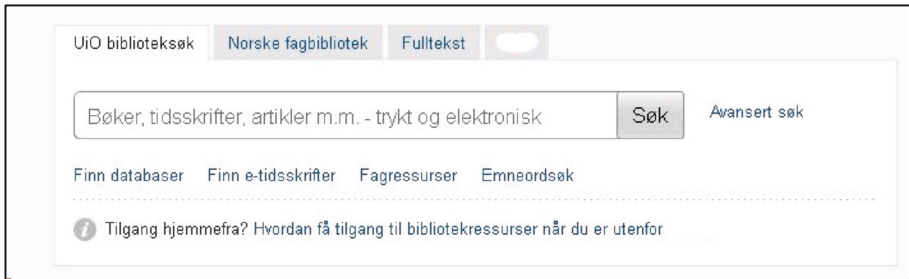 UiO biblioteksøk Norske fagbibliotek Fulltekst
Bøker, tidsskrifter, artikler m.m. - trykt og elektronisk Søk Avansert søk
Finn databaser Finn e-tidsskrifter Fagressurser Emneordsøk
Tilgang hjemmefra? Hvordan få tilgang til bibliotekressurser når du er utenfor